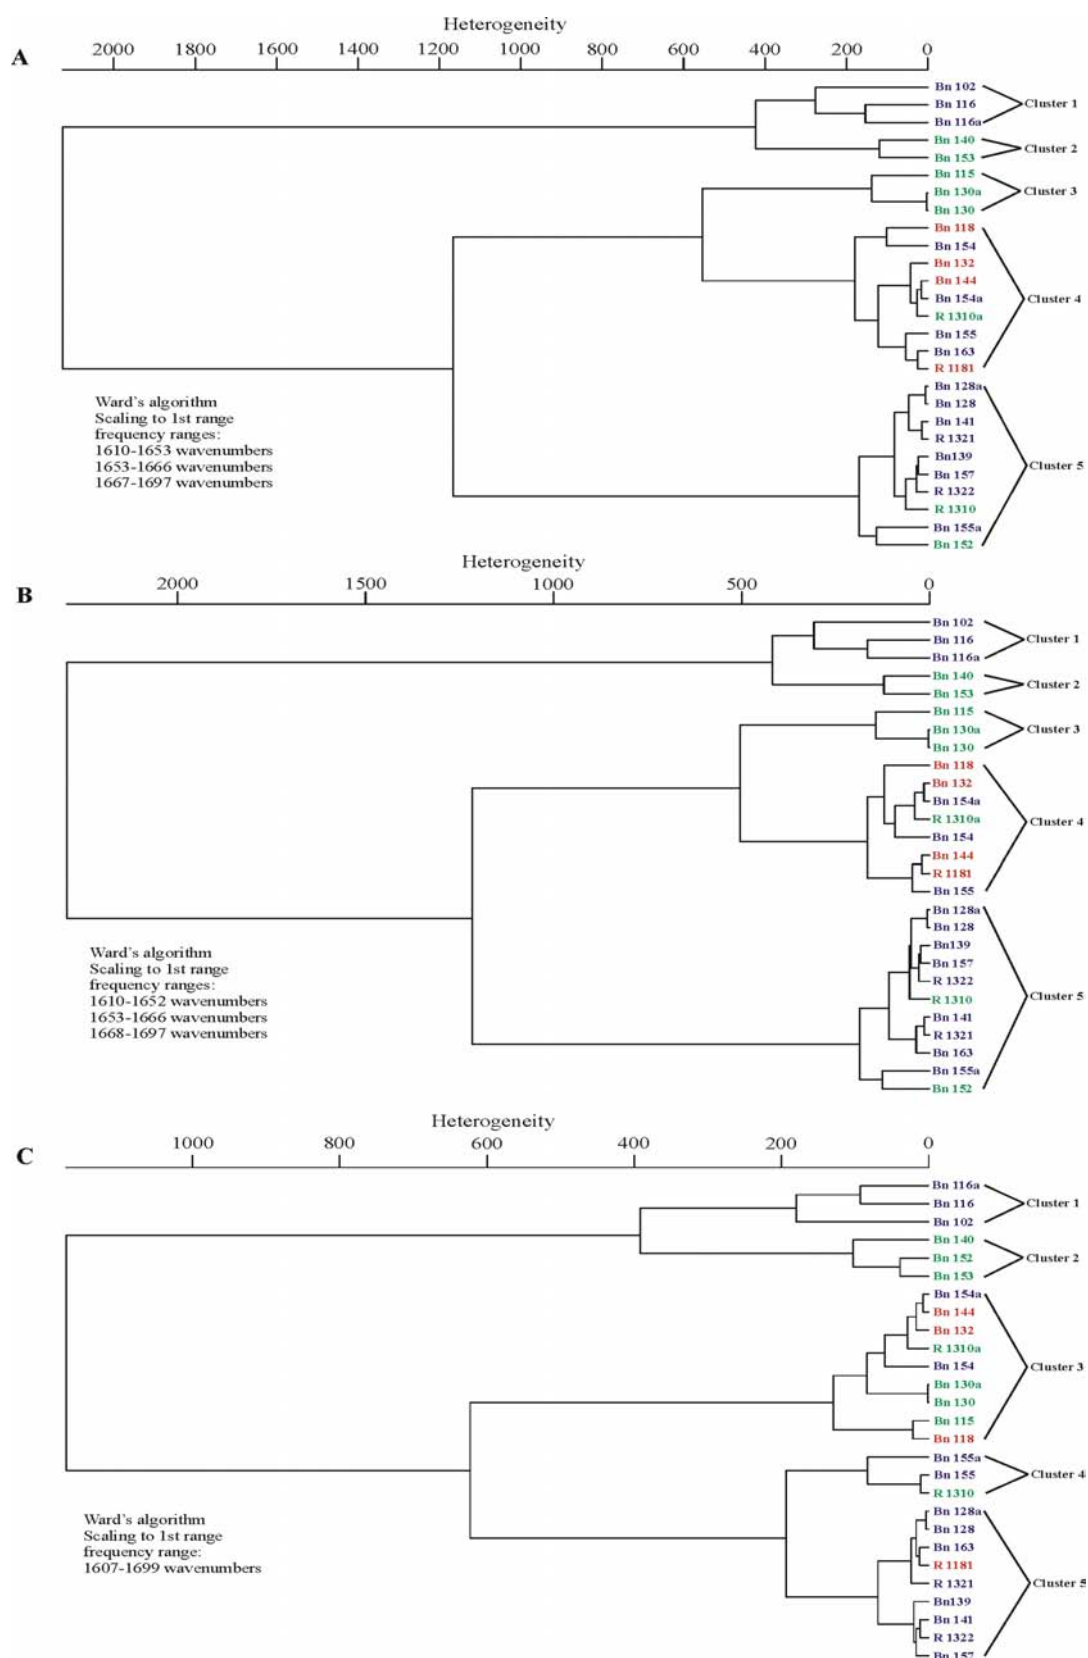 Heterogeneity
A
2000 1800 1600 1400 1200 1000 800 600 400 200 0
Bn 102
Bn 116
Cluster 1
Bn 116a
Bn 140
Cluster 2
Bn 153
Bn 115
Bn 130a
Cluster 3
Bn 130
Bn 118
Bn 154
Bn 132
Bn 144
Bn 154a
Cluster 4
R 1310a
Bn 155
Bn 163
R 1181
Bn 128a
Bn 128
Bn 141
R 1321
Bn139
Cluster 5
Bn 157
R 1322
R 1310
Bn 155a
Bn 152
Ward's algorithm
Scaling to 1st range
frequency ranges:
1610-1653 wavenumbers
1653-1666 wavenumbers
1667-1697 wavenumbers
Heterogeneity
B
2000 1500 1000 500 0
Bn 102
Bn 116
Cluster 1
Bn 116a
Bn 140
Cluster 2
Bn 153
Bn 115
Bn 130a
Cluster 3
Bn 130
Bn 118
Bn 132
Bn 154a
R 1310a
Cluster 4
Bn 154
Bn 144
R 1181
Bn 155
Bn 128a
Bn 128
Bn139
Bn 157
R 1322
Cluster 5
R 1310
Bn 141
R 1321
Bn 163
Bn 155a
Bn 152
Ward's algorithm
Scaling to 1st range
frequency ranges:
1610-1652 wavenumbers
1653-1666 wavenumbers
1668-1697 wavenumbers
Heterogeneity
C
1000 800 600 400 200 0
Bn 116a
Bn 116
Cluster 1
Bn 102
Bn 140
Bn 152
Cluster 2
Bn 153
Bn 154a
Bn 144
Bn 132
R 1310a
Bn 154
Cluster 3
Bn 130a
Bn 130
Bn 115
Bn 118
Bn 155a
Bn 155
Cluster 4
R 1310
Bn 128a
Bn 128
Bn 163
R 1181
R 1321
Cluster 5
Bn139
Bn 141
R 1322
Bn 157
Ward's algorithm
Scaling to 1st range
frequency range:
1607-1699 wavenumbers